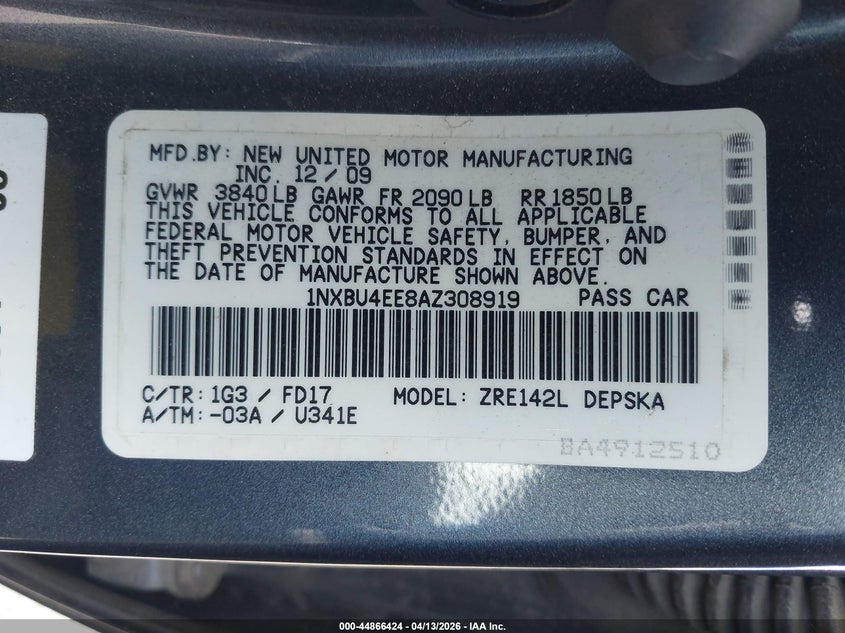 MFD.BY: NEW UNITED MOTOR MANUFACTURING
INC. 12 / 09
GVWR 3840 LB GAWR FR 2090 LB RR 1850 LB
THIS VEHICLE CONFORMS TO ALL APPLICABLE
FEDERAL MOTOR VEHICLE SAFETY, BUMPER, AND
THEFT PREVENTION STANDARDS IN EFFECT ON
THE DATE OF MANUFACTURE SHOWN ABOVE.
1NXBU4EE8AZ308919 PASS CAR
C/TR: 1G3 / FD17 MODEL: ZRE142L DEPSKA
A/TM: -03A / U341E
BA4912510
000-44866424 | 04/13/2026 - IAA Inc.